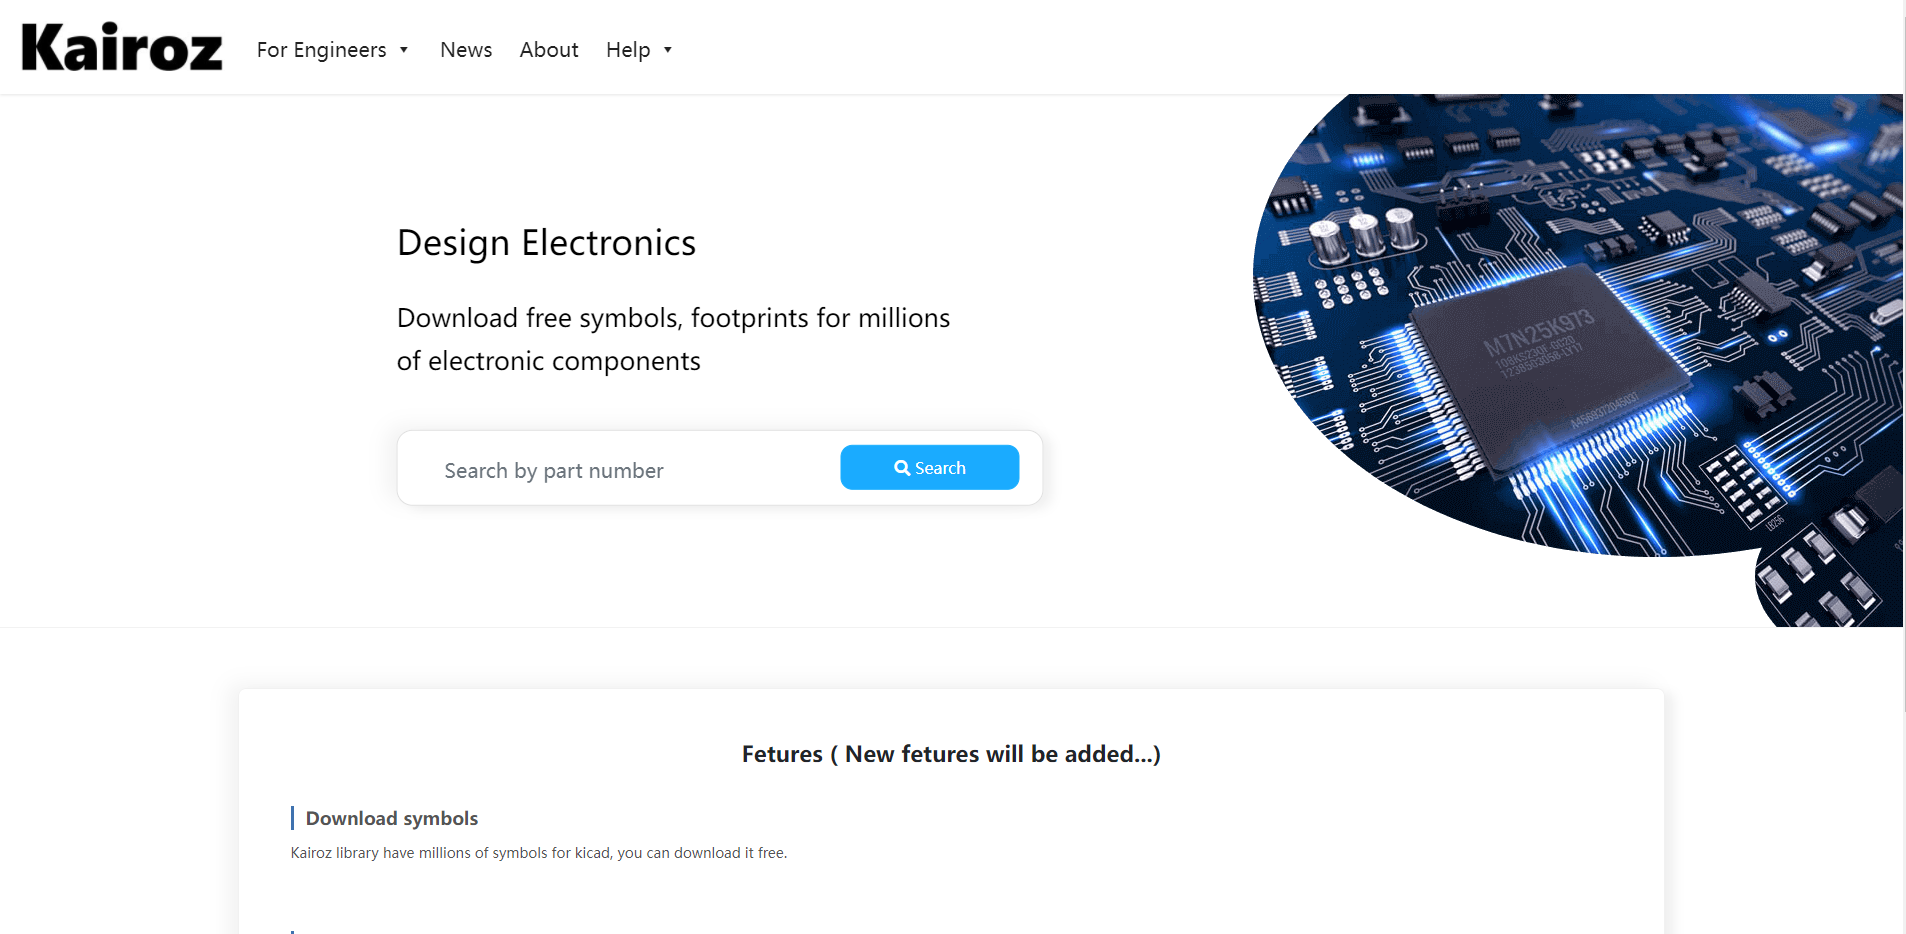 Kairoz
For Engineers
News
About
Help
Design Electronics
Download free symbols, footprints for millions
of electronic components
Search by part number
Search
M7N25K973
LB256
Fetures ( New fetures will be added...)
Download symbols
Kairoz library have millions of symbols for kicad, you can download it free.